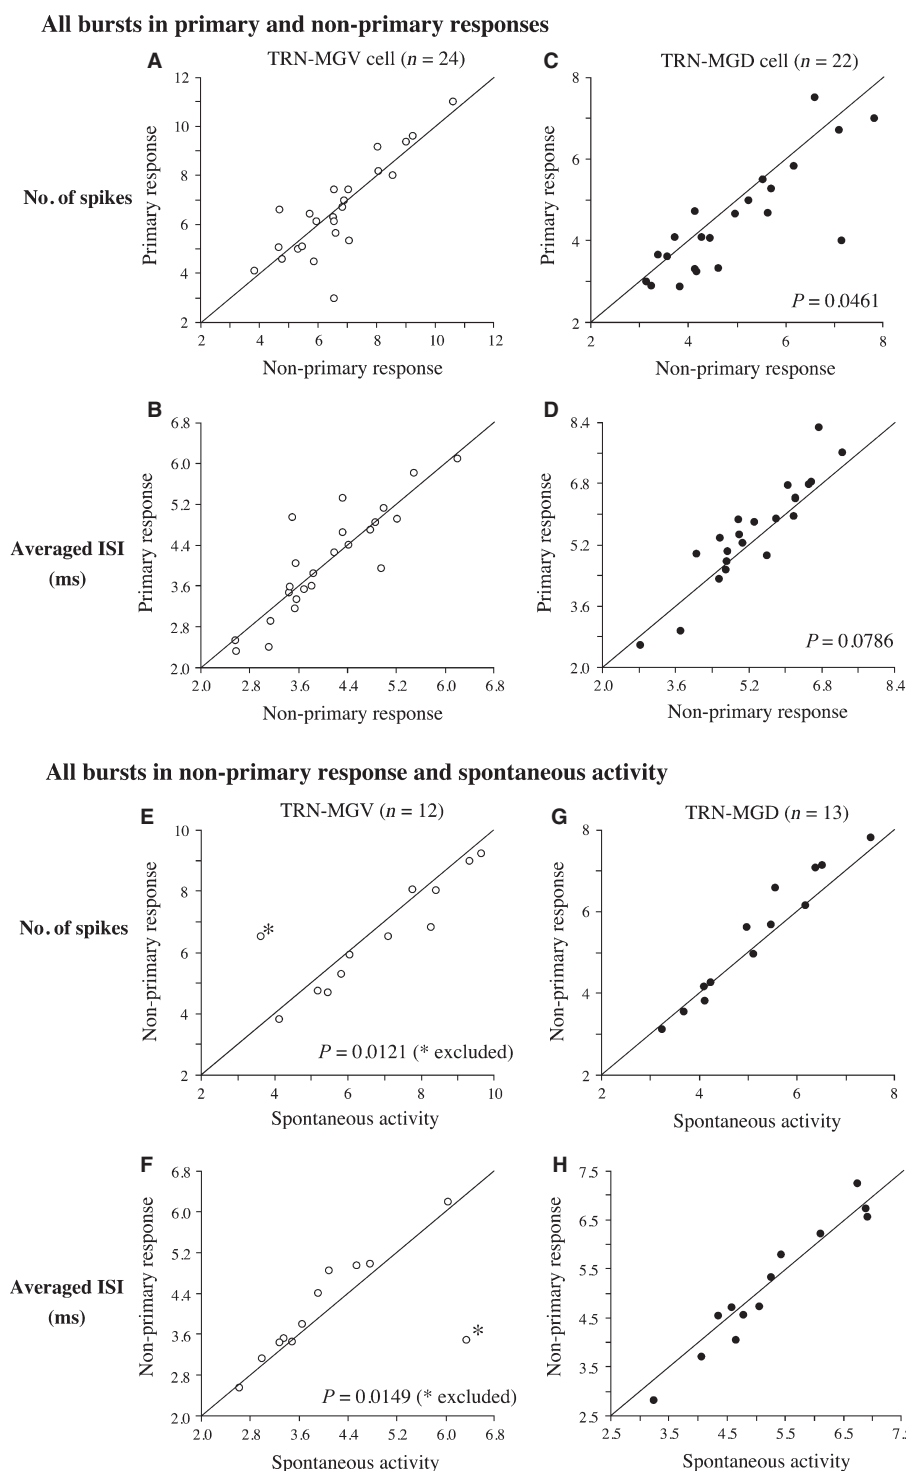 All bursts in primary and non-primary responses
A
TRN-MGV cell (n = 24)
No. of spikes
Primary response
12
10
8
6
4
2
2 4 6 8 10 12
Non-primary response
C
TRN-MGD cell (n = 22)
Primary response
8
6
4
2
P = 0.0461
2 4 6 8
Non-primary response
B
Averaged ISI
(ms)
Primary response
6.8
6.0
5.2
4.4
3.6
2.8
2.0
2.0 2.8 3.6 4.4 5.2 6.0 6.8
Non-primary response
D
Primary response
8.4
6.8
5.2
3.6
2.0
P = 0.0786
2.0 3.6 5.2 6.8 8.4
Non-primary response
All bursts in non-primary response and spontaneous activity
E
TRN-MGV (n = 12)
No. of spikes
Non-primary response
10
8
6
4
2
*
P = 0.0121 (* excluded)
2 4 6 8 10
Spontaneous activity
G
TRN-MGD (n = 13)
Non-primary response
8
6
4
2
2 4 6 8
Spontaneous activity
F
Averaged ISI
(ms)
Non-primary response
6.8
6.0
5.2
4.4
3.6
2.8
2.0
*
P = 0.0149 (* excluded)
2.0 2.8 3.6 4.4 5.2 6.0 6.8
Spontaneous activity
H
Non-primary response
7.5
6.5
5.5
4.5
3.5
2.5
2.5 3.5 4.5 5.5 6.5
Spontaneous activity